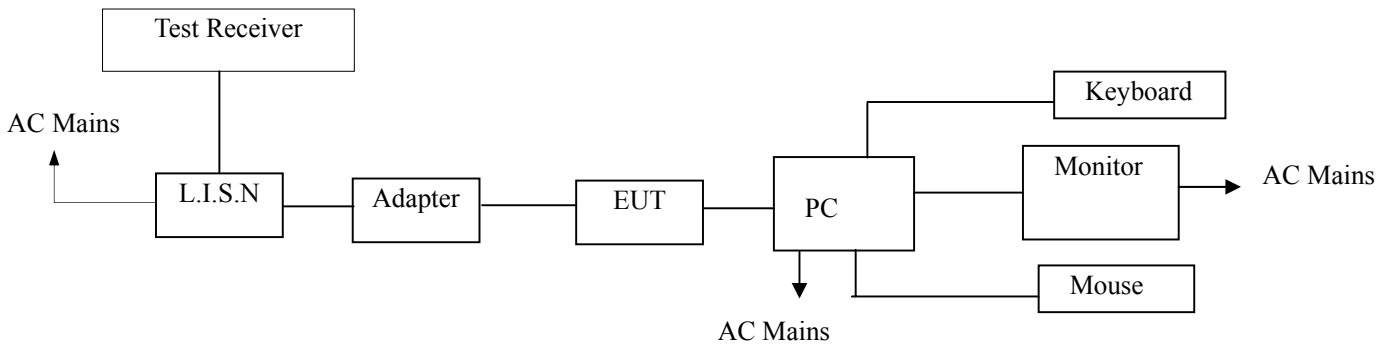 Test Receiver
Keyboard
AC Mains
Monitor
AC Mains
L.I.S.N
Adapter
EUT
PC
Mouse
AC Mains